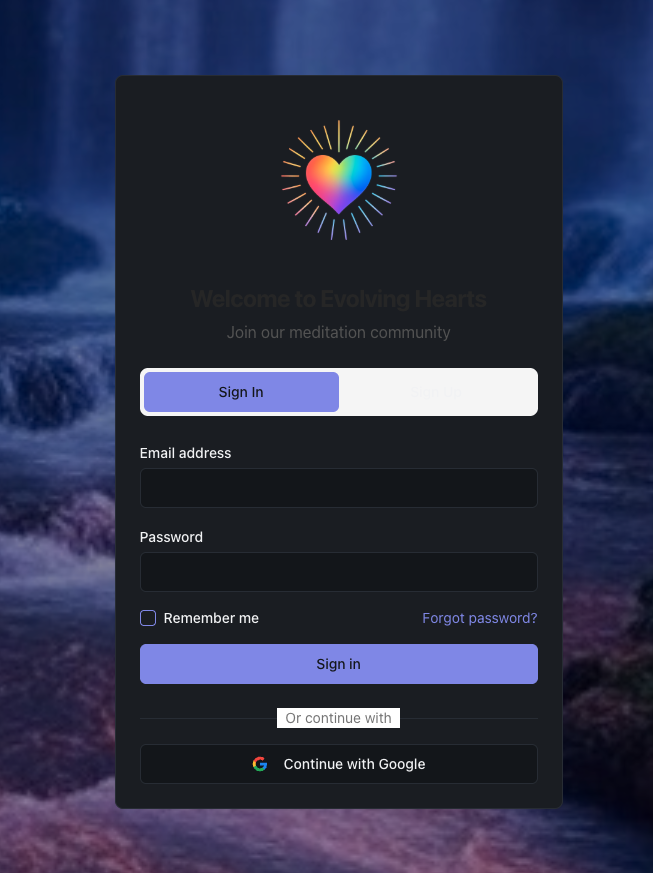 Welcome to Evolving Hearts
Join our meditation community
Sign In
Email address
Password
Remember me
Forgot password?
Sign in
Or continue with
Continue with Google